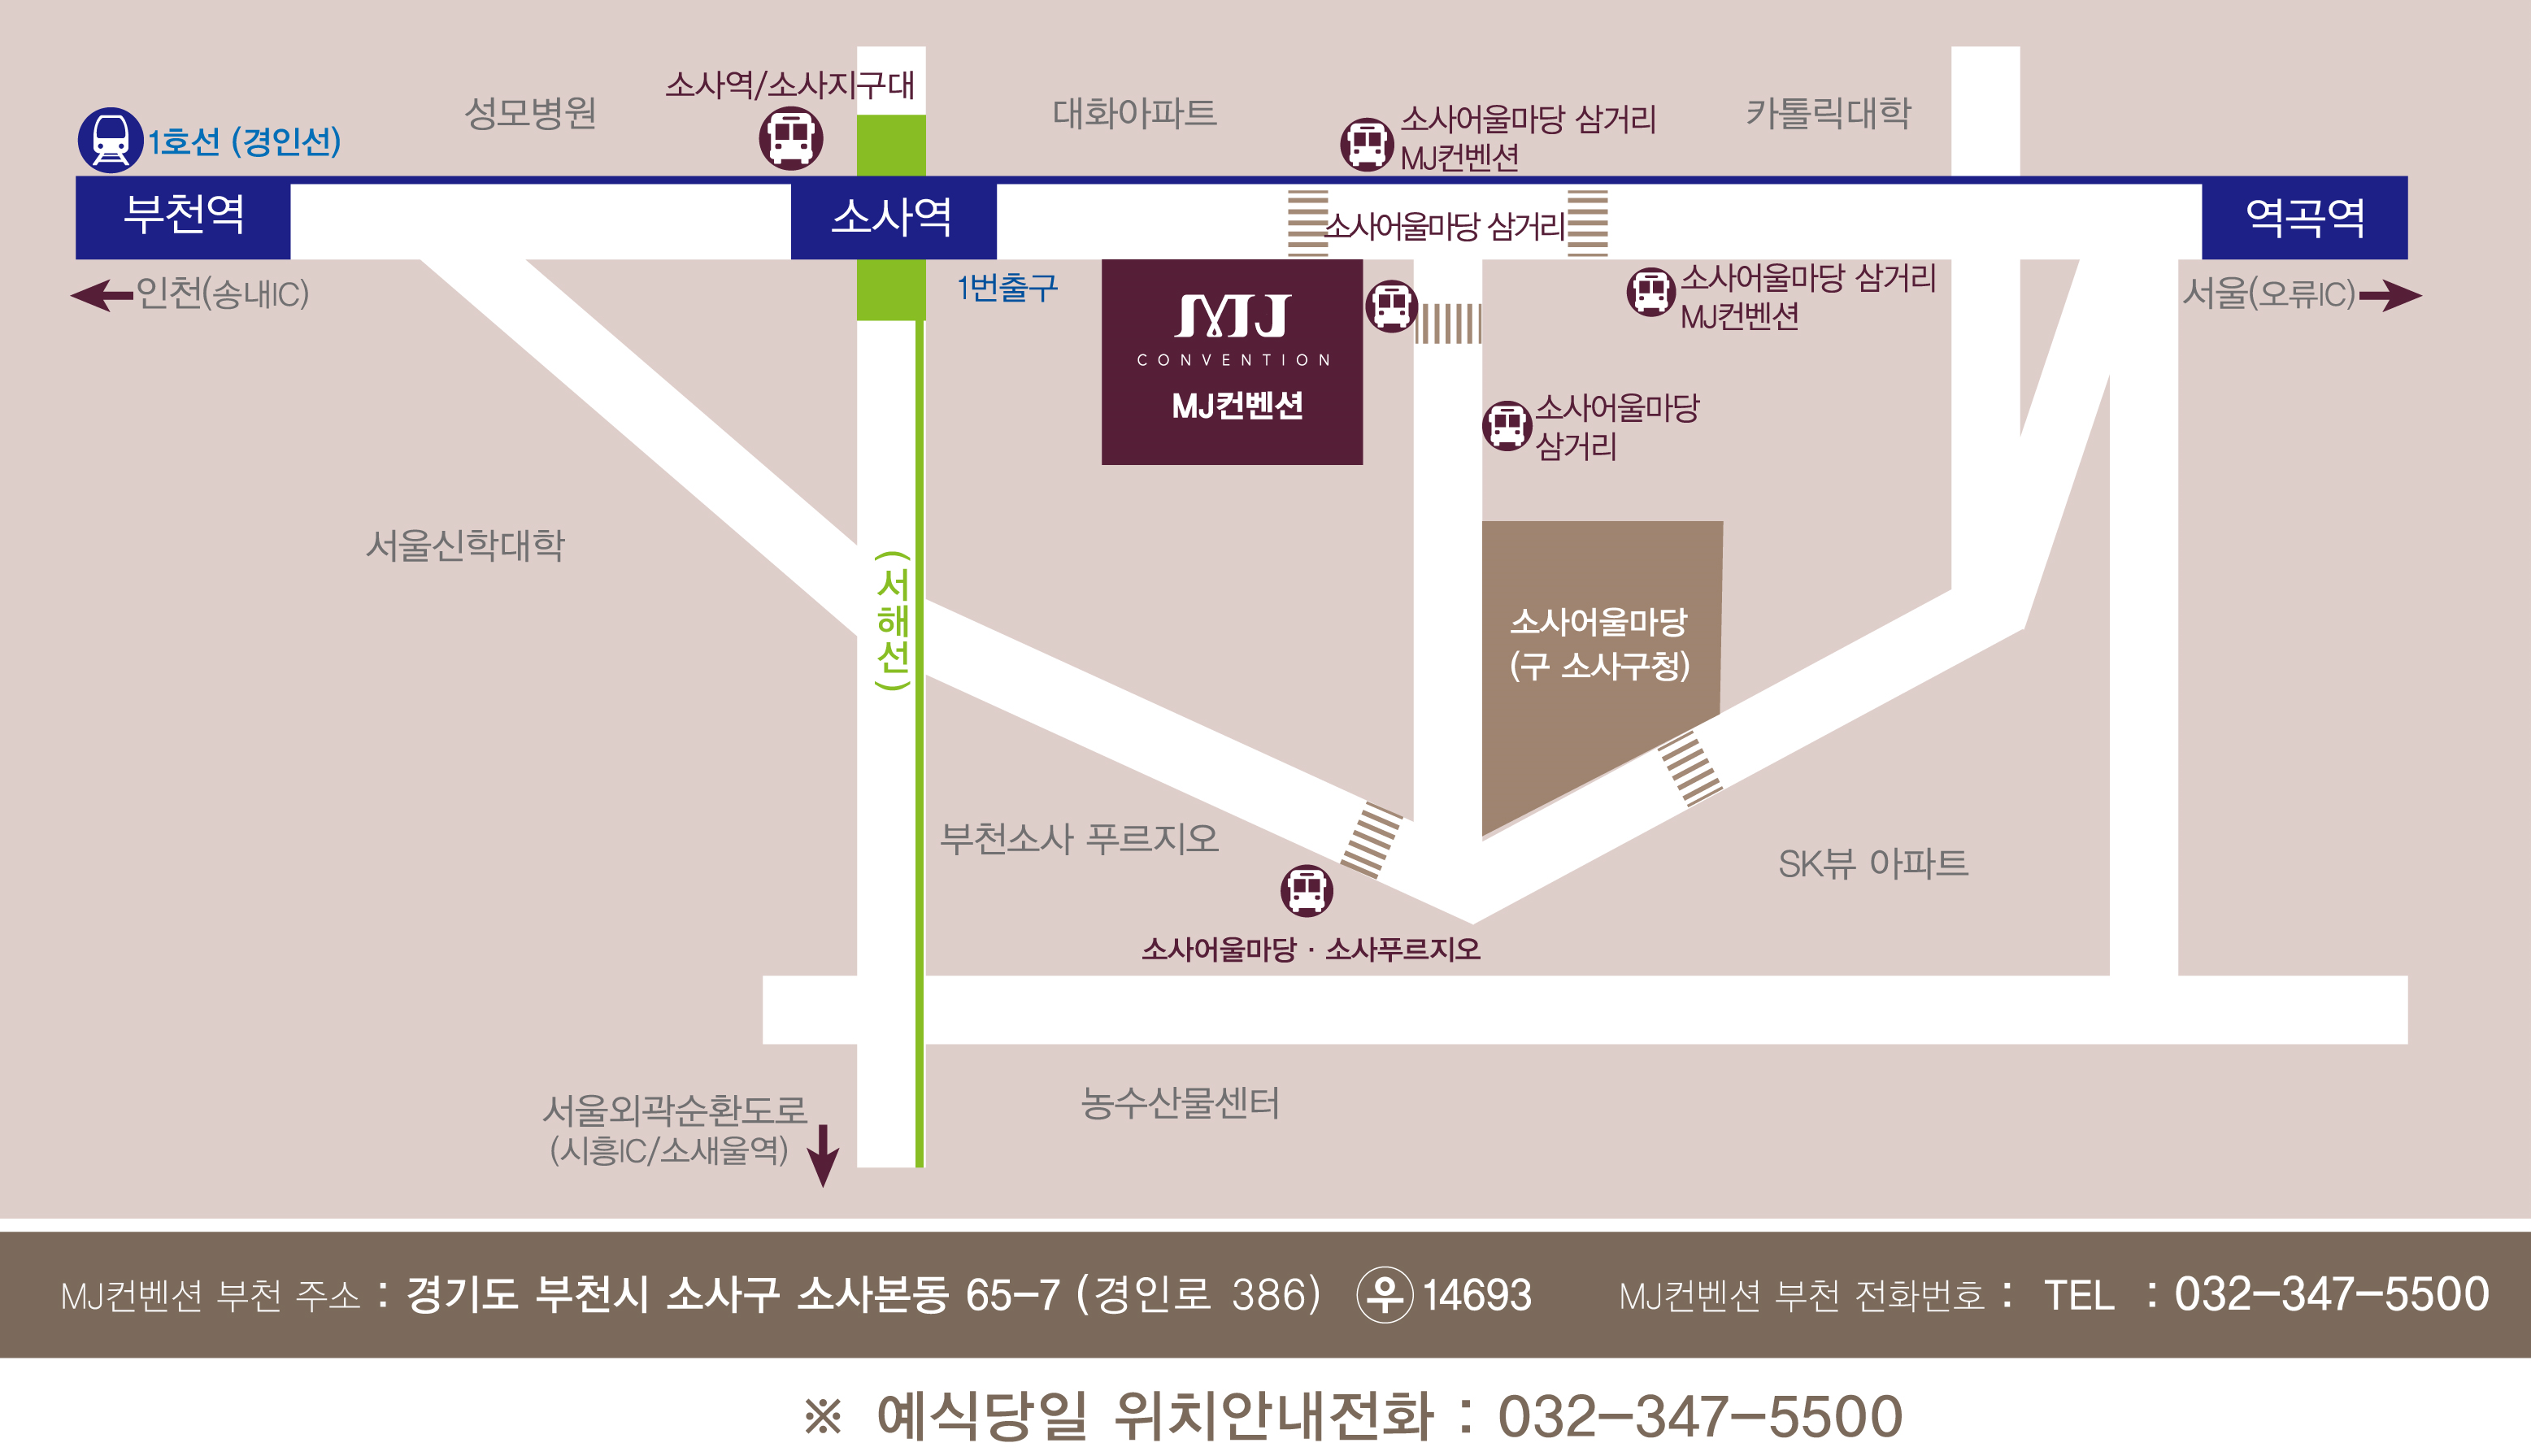 소사역/소사지구대
성모병원
대화아파트
소사어울마당 삼거리
MJ컨벤션
카톨릭대학
1호선 (경인선)
부천역
소사역
소사어울마당 삼거리
역곡역
인천(송내IC)
1번출구
MJ
CONVENTION
MJ컨벤션
소사어울마당 삼거리
MJ컨벤션
서울(오류IC)
소사어울마당
삼거리
서울신학대학
(서해선)
소사어울마당
(구 소사구청)
부천소사 푸르지오
SK뷰 아파트
소사어울마당 · 소사푸르지오
서울외곽순환도로
(시흥IC/소새울역)
농수산물센터
MJ컨벤션 부천 주소 : 경기도 부천시 소사구 소사본동 65-7 (경인로 386) 우 14693 MJ컨벤션 부천 전화번호 : TEL : 032-347-5500
※ 예식당일 위치안내전화 : 032-347-5500